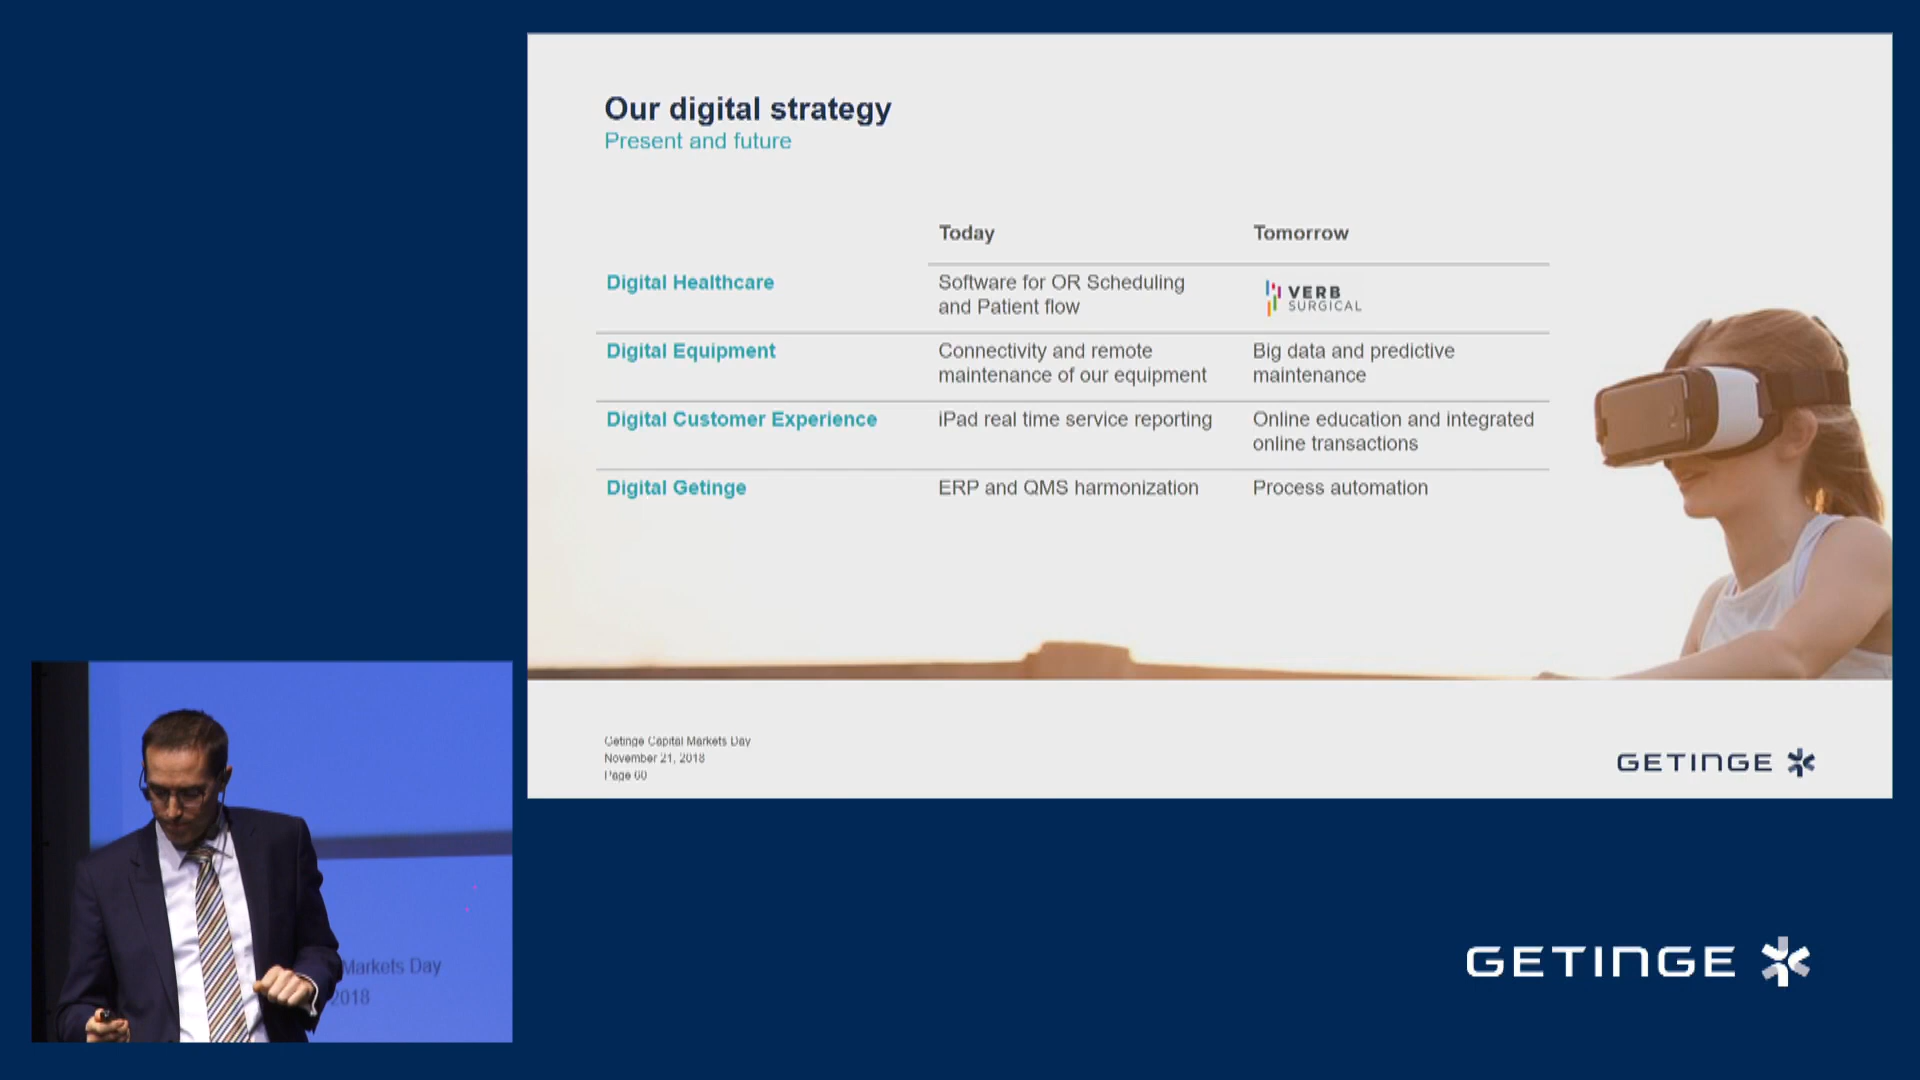 Our digital strategy
Present and future
Today
Tomorrow
Digital Healthcare
Software for OR Scheduling
and Patient flow
VERB
SURGICAL
Digital Equipment
Connectivity and remote
maintenance of our equipment
Big data and predictive
maintenance
Digital Customer Experience
iPad real time service reporting
Online education and integrated
online transactions
Digital Getinge
ERP and QMS harmonization
Process automation
Getinge Capital Markets Day
November 21, 2018
Page 60
GETINGE
Markets Day
2018
GETINGE